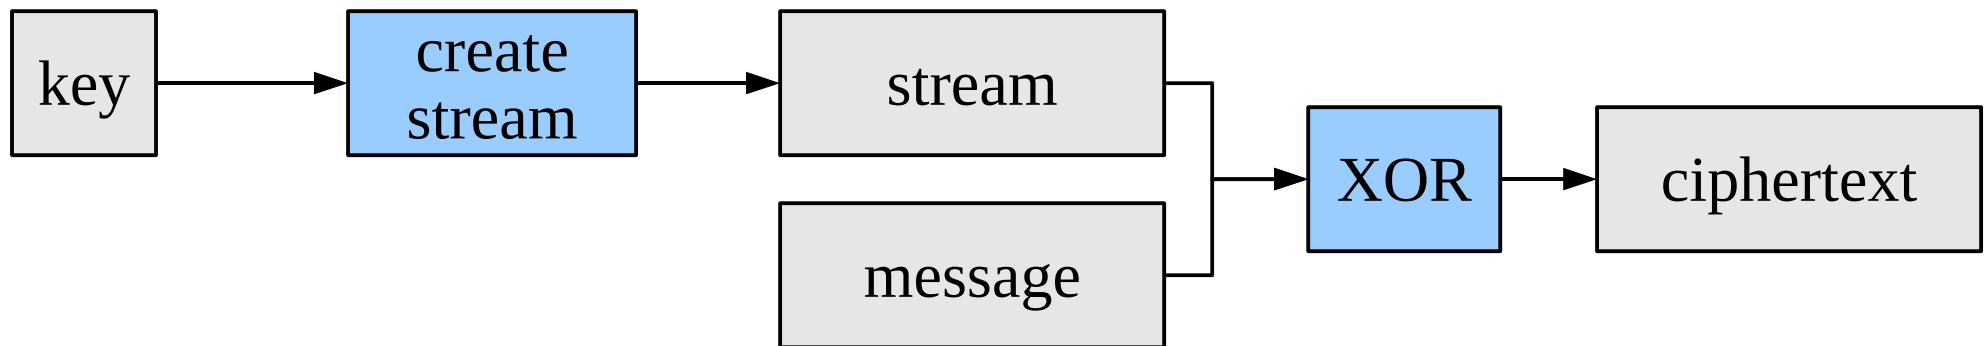 key
create
stream
stream
message
XOR
ciphertext